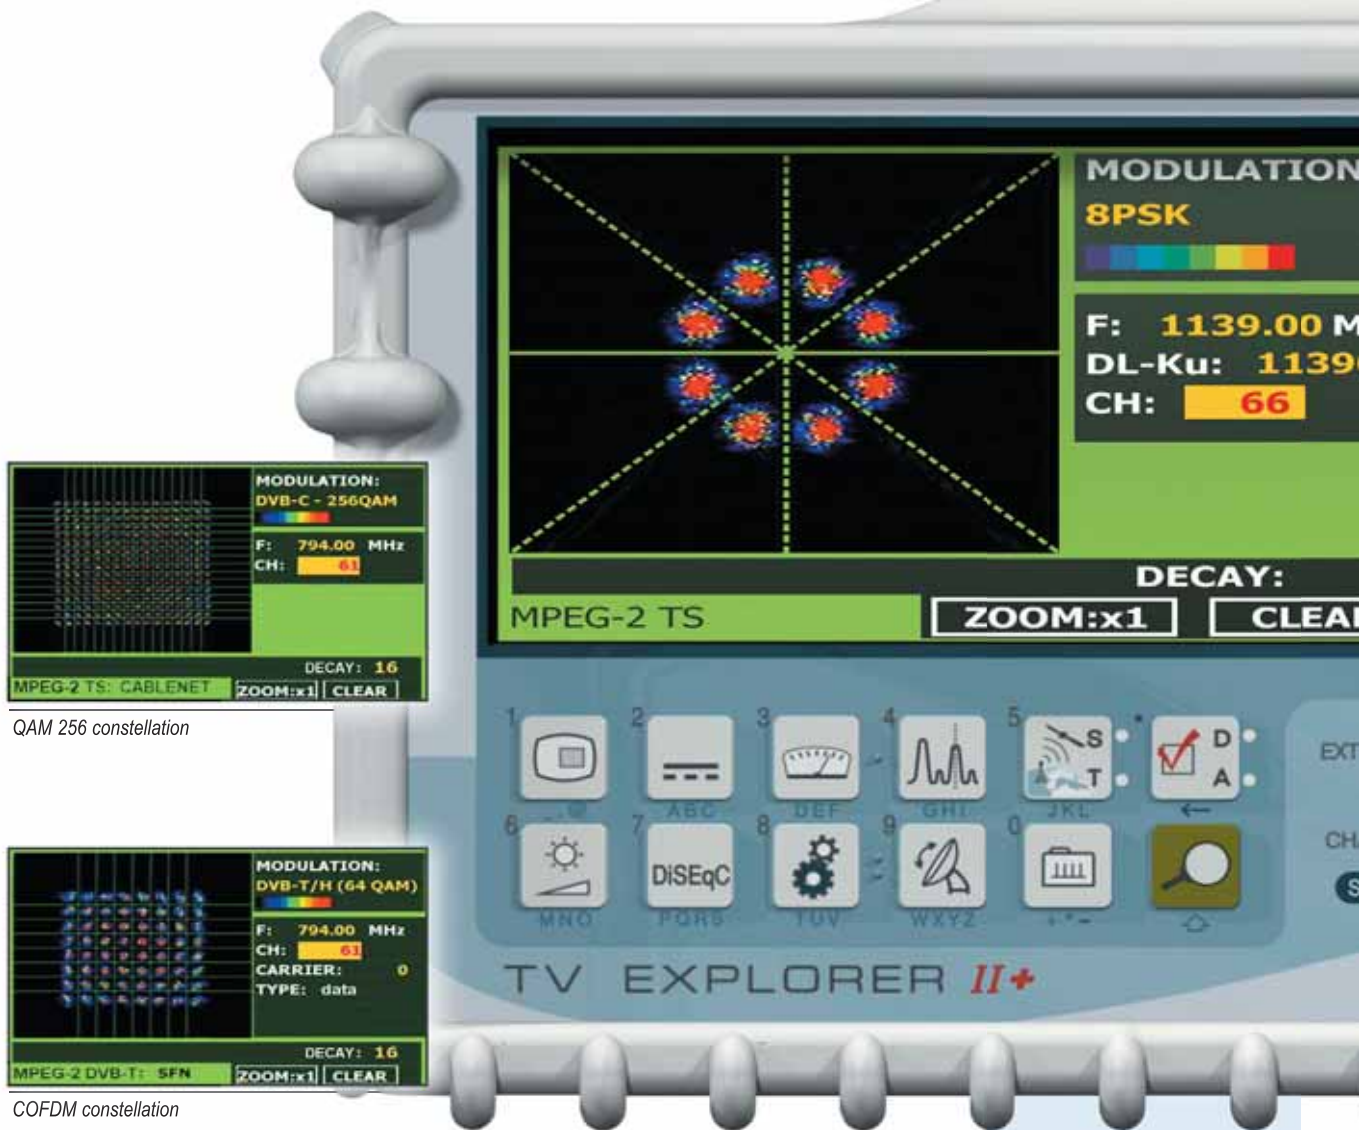 MODULATION
8PSK
F: 1139.00 M
DL-Ku: 1139
CH: 66
DECAY:
MPEG-2 TS
ZOOM:x1
CLEAR
MODULATION:
DVB-C - 256QAM
F: 794.00 MHz
CH: 61
DECAY: 16
MPEG-2 TS: CABLENET
ZOOM:x1 CLEAR
QAM 256 constellation
MODULATION:
DVB-T/H (64 QAM)
F: 794.00 MHz
CH: 61
CARRIER: 0
TYPE: data
DECAY: 16
MPEG-2 DVB-T: SFN
ZOOM:x1 CLEAR
COFDM constellation
1 2 3 4 5
S D
T A
ABC DEF GHI JKL
6 7 8 9 0
DiSEqC
MNO PQRS TUV WXYZ + * -
EXT
CHA
S
TV EXPLORER II+